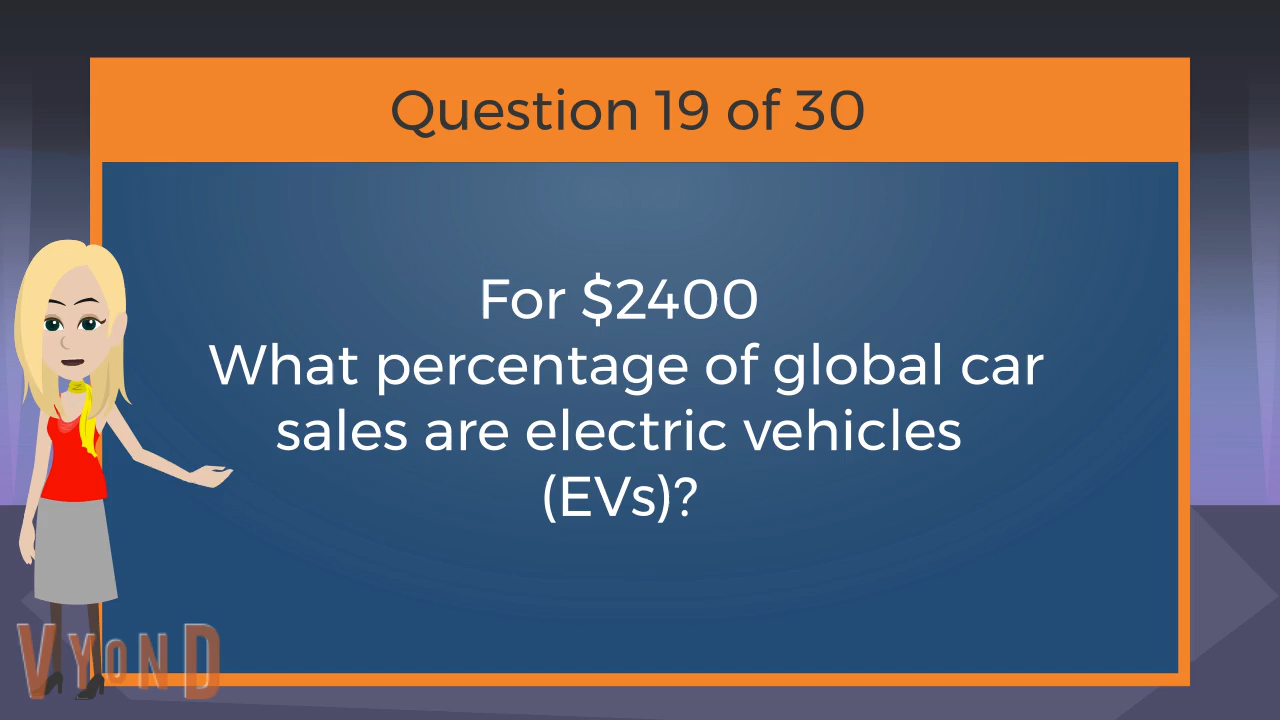 Question 19 of 30
For $2400
What percentage of global car
sales are electric vehicles
(EVs)?
VYonD